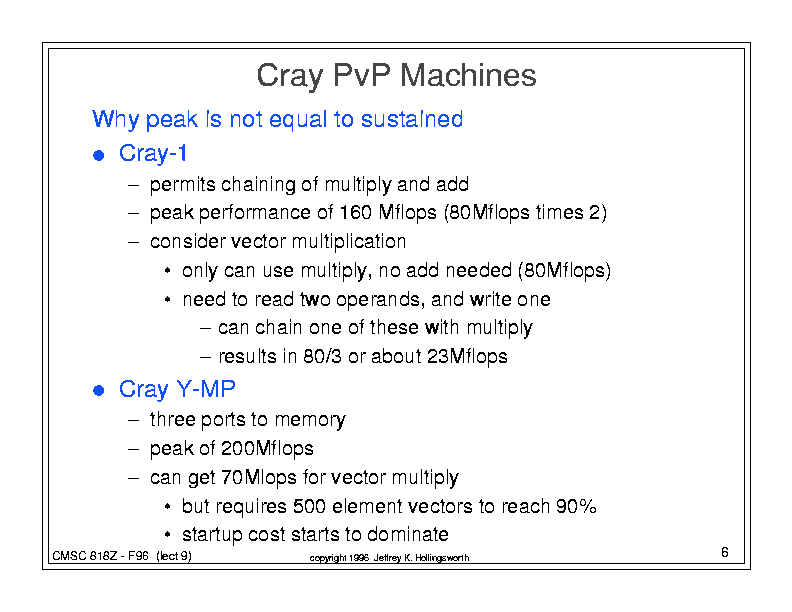 Cray PvP Machines
Why peak is not equal to sustained
● Cray-1
– permits chaining of multiply and add
– peak performance of 160 Mflops (80Mflops times 2)
– consider vector multiplication
• only can use multiply, no add needed (80Mflops)
• need to read two operands, and write one
– can chain one of these with multiply
– results in 80/3 or about 23Mflops
● Cray Y-MP
– three ports to memory
– peak of 200Mflops
– can get 70Mlops for vector multiply
• but requires 500 element vectors to reach 90%
• startup cost starts to dominate
CMSC 818Z - F96 (lect 9)
copyright 1996 Jeffrey K. Hollingsworth
6